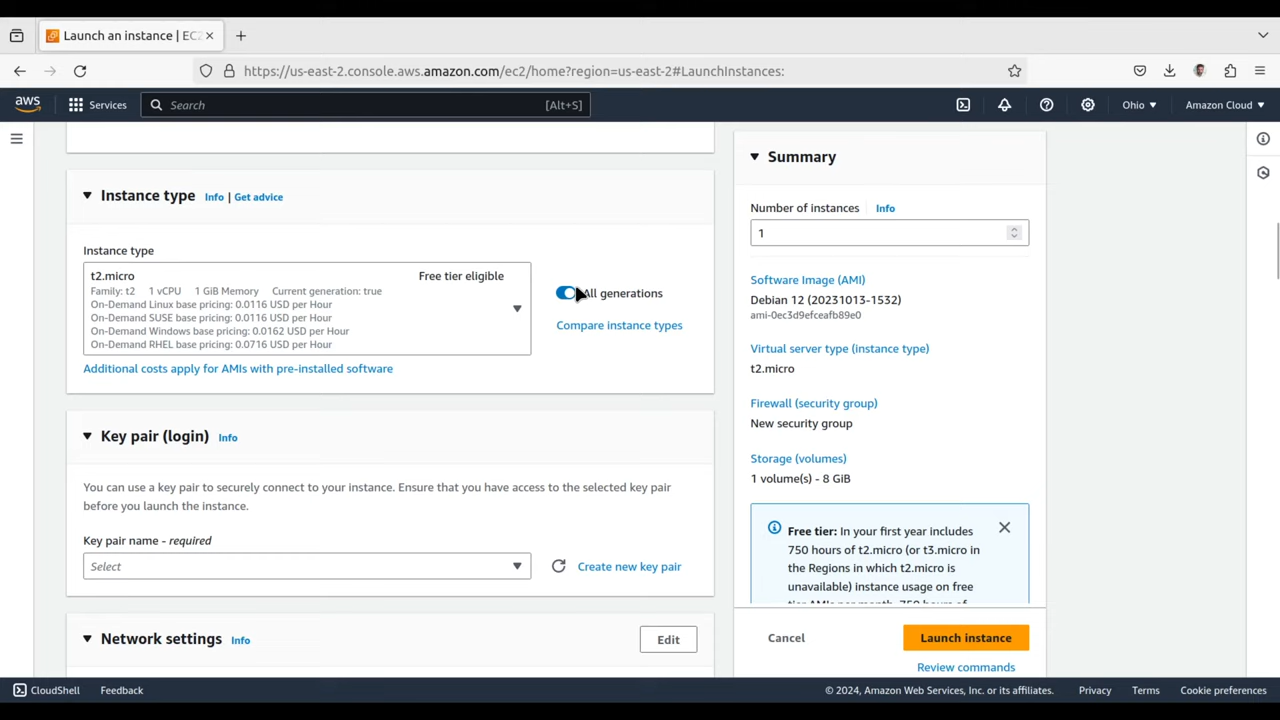 Launch an instance | EC
https://us-east-2.console.aws.amazon.com/ec2/home?region=us-east-2#LaunchInstances:
aws
Services
Search
[Alt+S]
Ohio
Amazon Cloud
Instance type
Info | Get advice
Instance type
t2.micro
Free tier eligible
Family: t2 1 vCPU 1 GiB Memory Current generation: true
On-Demand Linux base pricing: 0.0116 USD per Hour
On-Demand SUSE base pricing: 0.0116 USD per Hour
On-Demand Windows base pricing: 0.0162 USD per Hour
On-Demand RHEL base pricing: 0.0716 USD per Hour
All generations
Compare instance types
Additional costs apply for AMIs with pre-installed software
Key pair (login)
Info
You can use a key pair to securely connect to your instance. Ensure that you have access to the selected key pair
before you launch the instance.
Key pair name - required
Select
Create new key pair
Network settings
Info
Edit
Summary
Number of instances
Info
1
Software Image (AMI)
Debian 12 (20231013-1532)
ami-0ec3d9efceafb89e0
Virtual server type (instance type)
t2.micro
Firewall (security group)
New security group
Storage (volumes)
1 volume(s) - 8 GiB
Free tier: In your first year includes
750 hours of t2.micro (or t3.micro in
the Regions in which t2.micro is
unavailable) instance usage on free
tier AMIs per month, 750 hours of
Cancel
Launch instance
Review commands
CloudShell
Feedback
© 2024, Amazon Web Services, Inc. or its affiliates.
Privacy
Terms
Cookie preferences